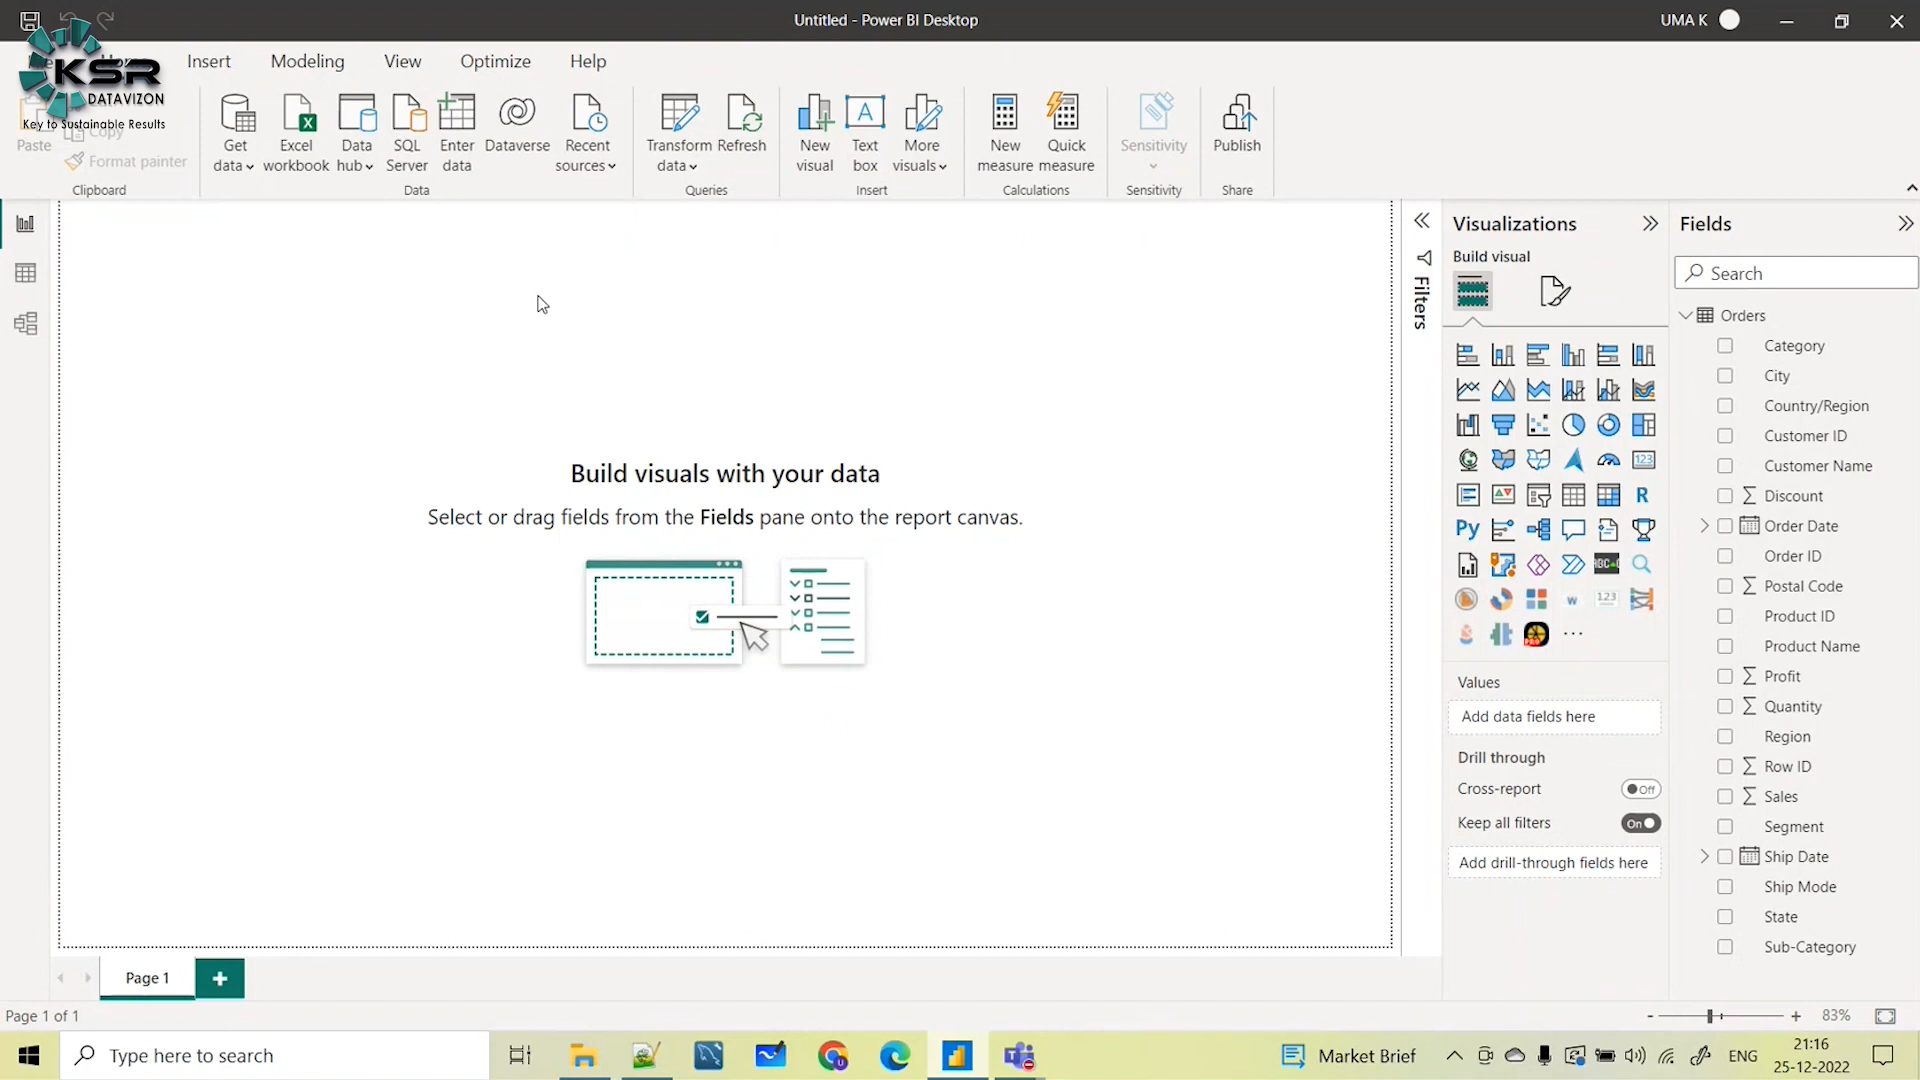 Untitled - Power BI Desktop
UMA K
Insert
Modeling
View
Optimize
Help
KSR
DATAVIZON
Key to Sustainable Results
Paste
Copy
Format painter
Clipboard
Get data
Excel workbook
Data hub
SQL Server
Enter data
Dataverse
Recent sources
Data
Transform data
Refresh
Queries
New visual
Text box
More visuals
Insert
New measure
Quick measure
Calculations
Sensitivity
Sensitivity
Publish
Share
Build visuals with your data
Select or drag fields from the Fields pane onto the report canvas.
Filters
Visualizations
Build visual
123
R
Py
ABC
W
123
PRO
Values
Add data fields here
Drill through
Cross-report
Off
Keep all filters
On
Add drill-through fields here
Fields
Search
Orders
Category
City
Country/Region
Customer ID
Customer Name
Discount
Order Date
Order ID
Postal Code
Product ID
Product Name
Profit
Quantity
Region
Row ID
Sales
Segment
Ship Date
Ship Mode
State
Sub-Category
Page 1
Page 1 of 1
83%
Type here to search
Market Brief
ENG
21:16
25-12-2022